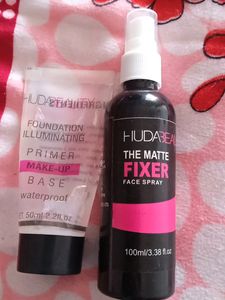 HUDABEAUTY
FOUNDATION
ILLUMINATING
PRIMER
MAKE-UP
BASE
waterproof
50ml 2.2fl.oz
HUDABEAU
THE MATTE
FIXER
FACE SPRAY
100ml/3.38 fl.oz